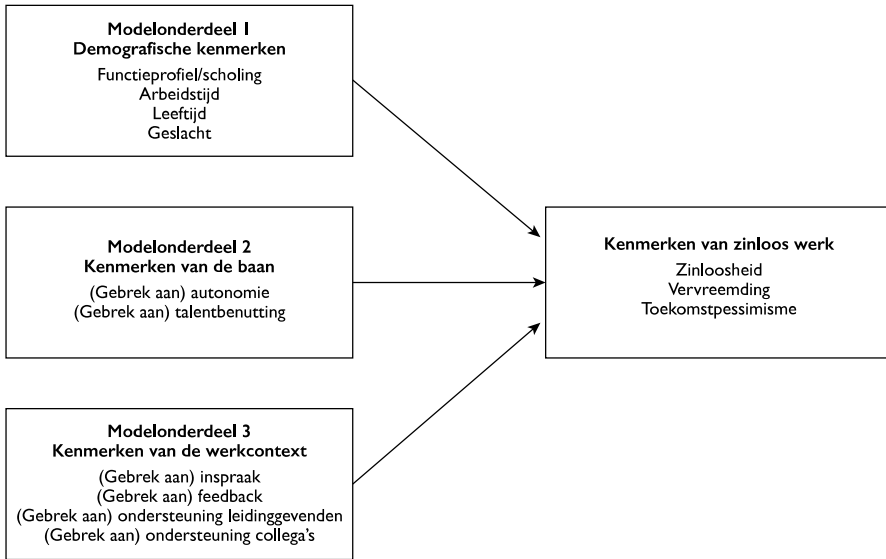 Modelonderdeel 1
Demografische kenmerken
Functieprofiel/scholing
Arbeidstijd
Leeftijd
Geslacht
Modelonderdeel 2
Kenmerken van de baan
(Gebrek aan) autonomie
(Gebrek aan) talentbenutting
Modelonderdeel 3
Kenmerken van de werkcontext
(Gebrek aan) inspraak
(Gebrek aan) feedback
(Gebrek aan) ondersteuning leidinggevenden
(Gebrek aan) ondersteuning collega's
Kenmerken van zinloos werk
Zinloosheid
Vervreemding
Toekomstpessimisme